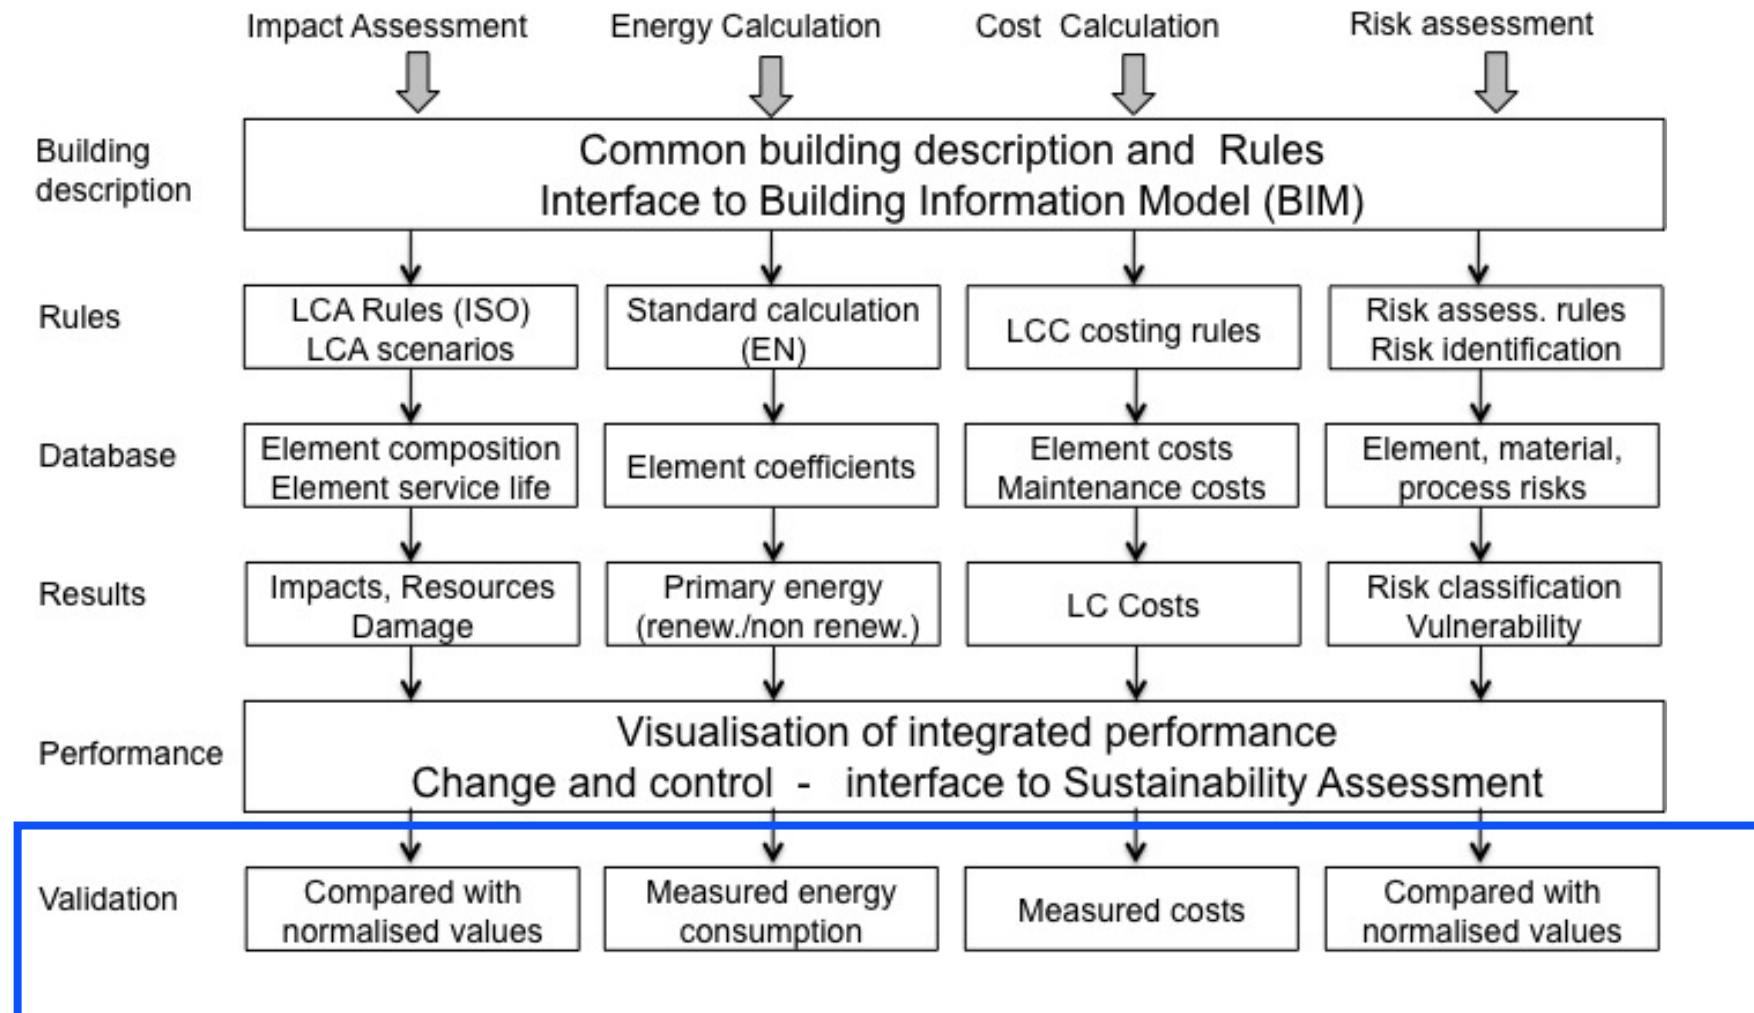 Impact Assessment Energy Calculation Cost Calculation Risk assessment
Building
description
Common building description and Rules
Interface to Building Information Model (BIM)
Rules
LCA Rules (ISO)
LCA scenarios
Standard calculation
(EN)
LCC costing rules
Risk assess. rules
Risk identification
Database
Element composition
Element service life
Element coefficients
Element costs
Maintenance costs
Element, material,
process risks
Results
Impacts, Resources
Damage
Primary energy
(renew./non renew.)
LC Costs
Risk classification
Vulnerability
Performance
Visualisation of integrated performance
Change and control - interface to Sustainability Assessment
Validation
Compared with
normalised values
Measured energy
consumption
Measured costs
Compared with
normalised values